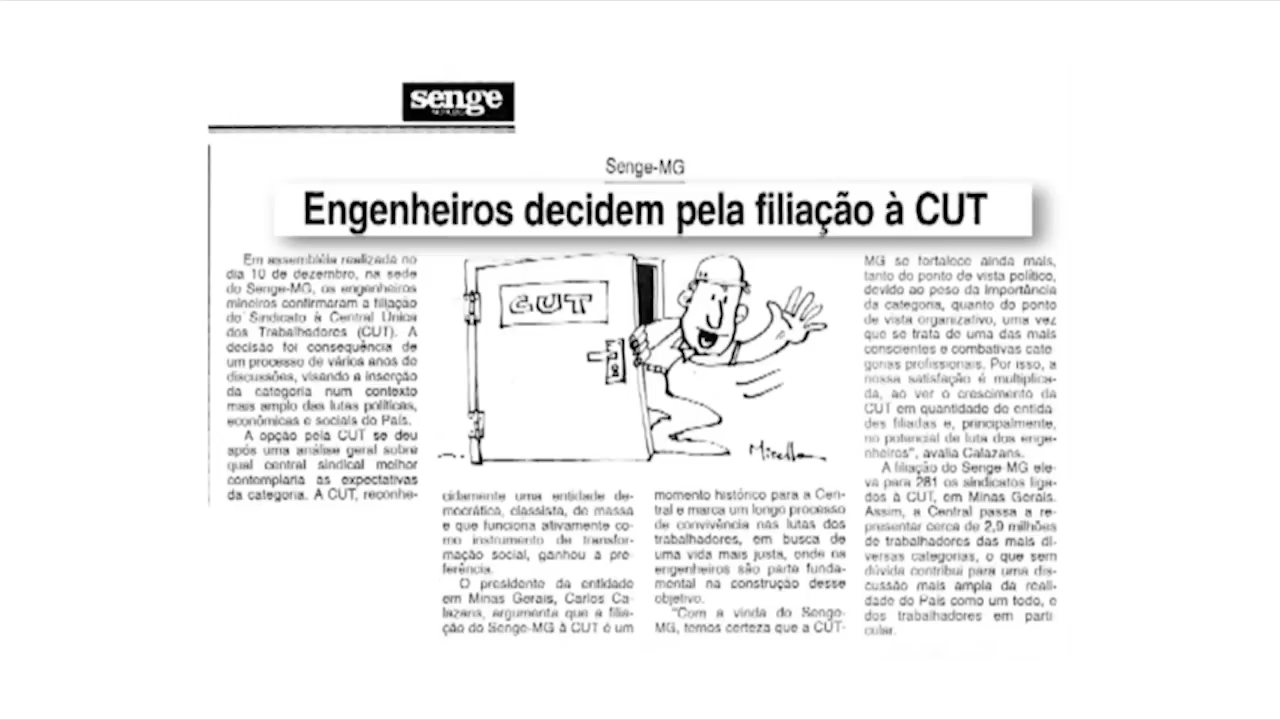 senge
Senge-MG
Engenheiros decidem pela filiação à CUT
Em assembléia realizada no
dia 10 de dezembro, na sede
do Senge-MG, os engenheiros
mineiros confirmaram a filiação
do Sindicato à Central Única
dos Trabalhadores (CUT). A
decisão foi consequência de
um processo de vários anos de
discussões, visando a inserção
da categoria num contexto
mais amplo das lutas políticas,
econômicas e sociais do País.
A opção pela CUT se deu
após uma análise geral sobre
qual central sindical melhor
contemplaria as expectativas
da categoria. A CUT, reconhe-
CUT
Mirella
cidamente uma entidade de-
mocrática, classista, de massa
e que funciona ativamente co-
mo instrumento de transfor-
mação social, ganhou a pre-
ferência.
O presidente da entidade
em Minas Gerais, Carlos Ca-
lazans, argumenta que a filia-
ção do Senge-MG à CUT é um
momento histórico para a Cen-
tral e marca um longo processo
de convivência nas lutas dos
trabalhadores, em busca de
uma vida mais justa, onde os
engenheiros são parte funda-
mental na construção desse
objetivo.
"Com a vinda do Senge-
MG, temos certeza que a CUT-
MG se fortalece ainda mais,
tanto do ponto de vista político,
devido ao peso da importância
da categoria, quanto do ponto
de vista organizativo, uma vez
que se trata de uma das mais
conscientes e combativas cate-
gorias profissionais. Por isso, a
nossa satisfação é multiplica-
da, ao ver o crescimento da
CUT em quantidade de entida-
des filiadas e, principalmente,
no potencial de luta dos enge-
nheiros", avalia Calazans.
A filiação do Senge-MG ele-
va para 281 os sindicatos liga-
dos à CUT, em Minas Gerais.
Assim, a Central passa a re-
presentar cerca de 2,9 milhões
de trabalhadores das mais di-
versas categorias, o que sem
dúvida contribui para uma dis-
cussão mais ampla da reali-
dade do País como um todo, e
dos trabalhadores em parti-
cular.